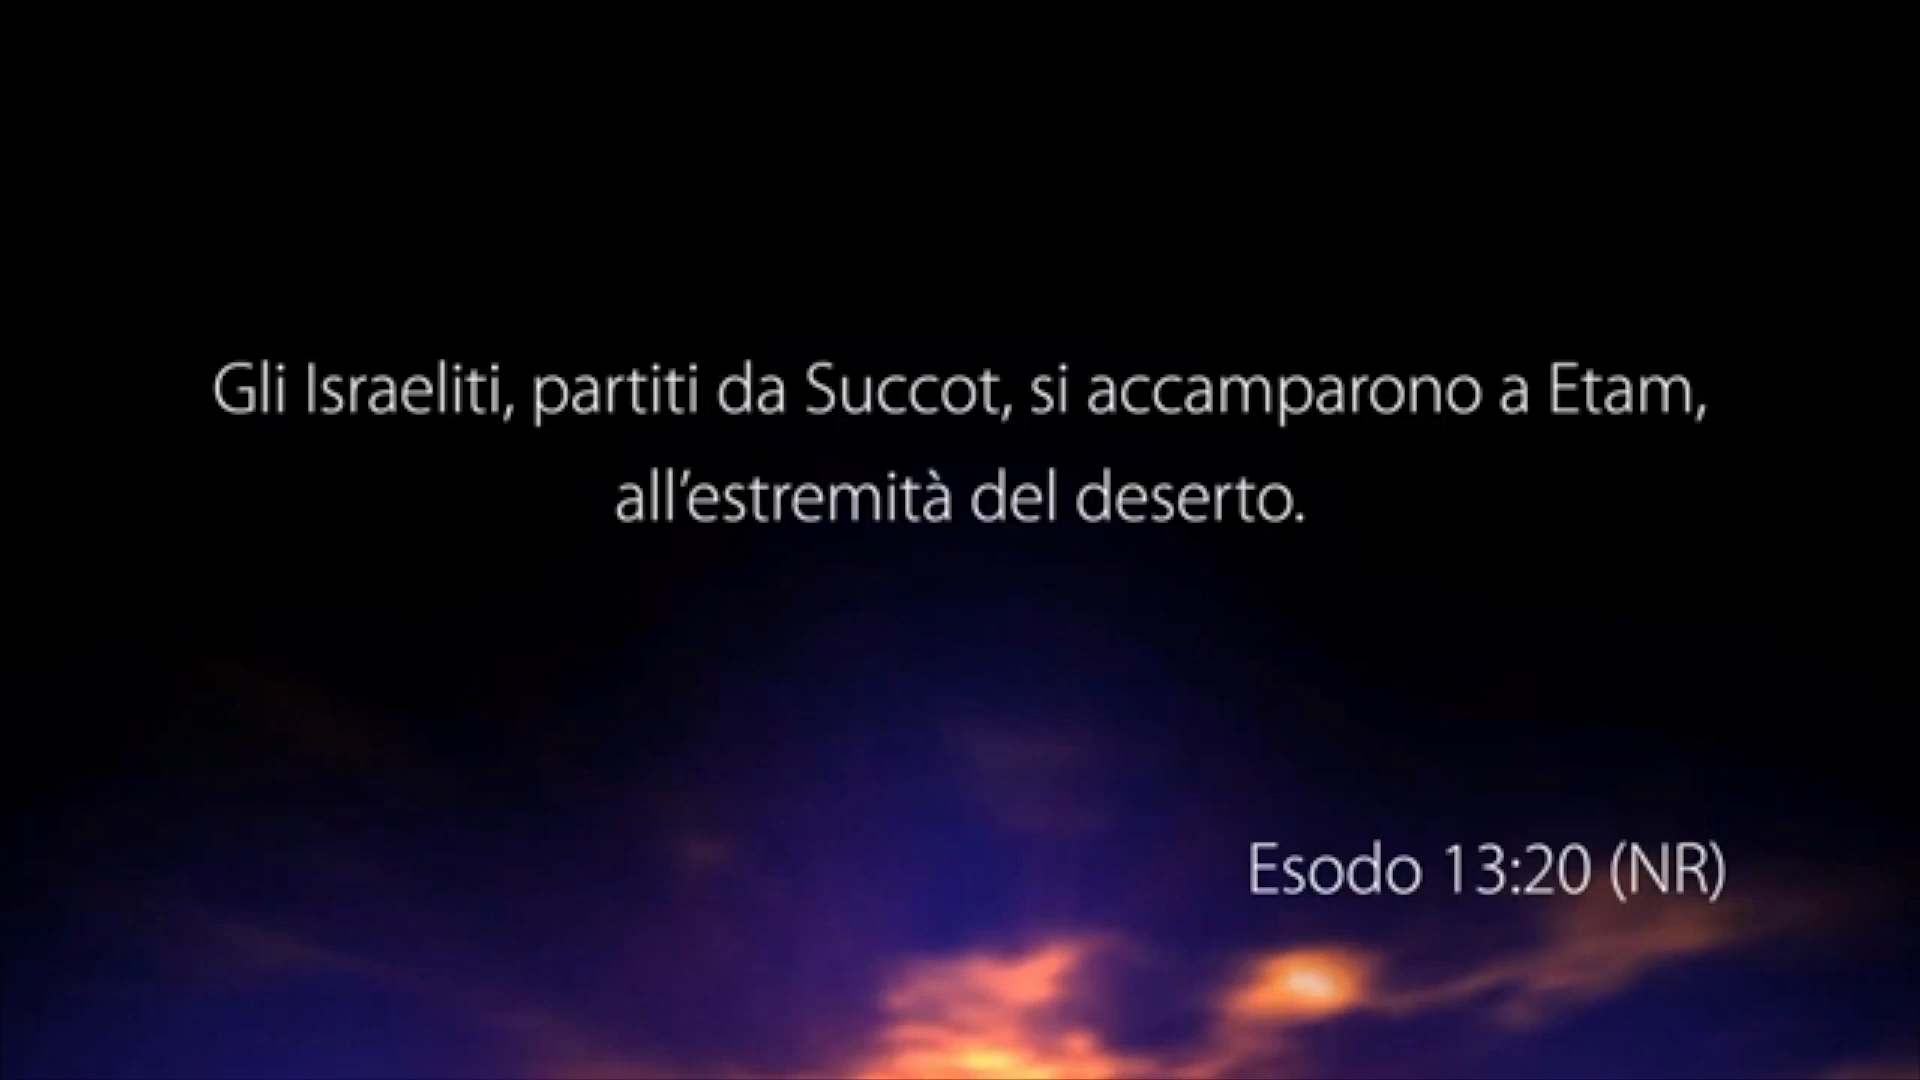 Gli Israeliti, partiti da Succot, si accamparono a Etam,
all’estremità del deserto.
Esodo 13:20 (NR)